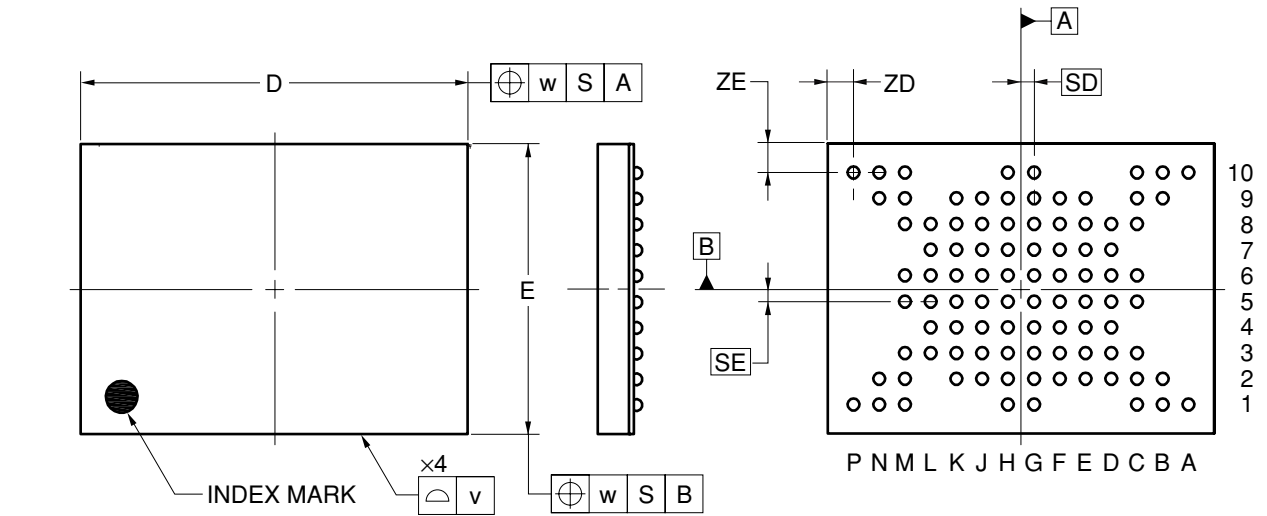 A
D
w S A
ZE
ZD
SD
10
9
8
7
6
5
4
3
2
1
B
E
SE
×4
v
w S B
INDEX MARK
P N M L K J H G F E D C B A